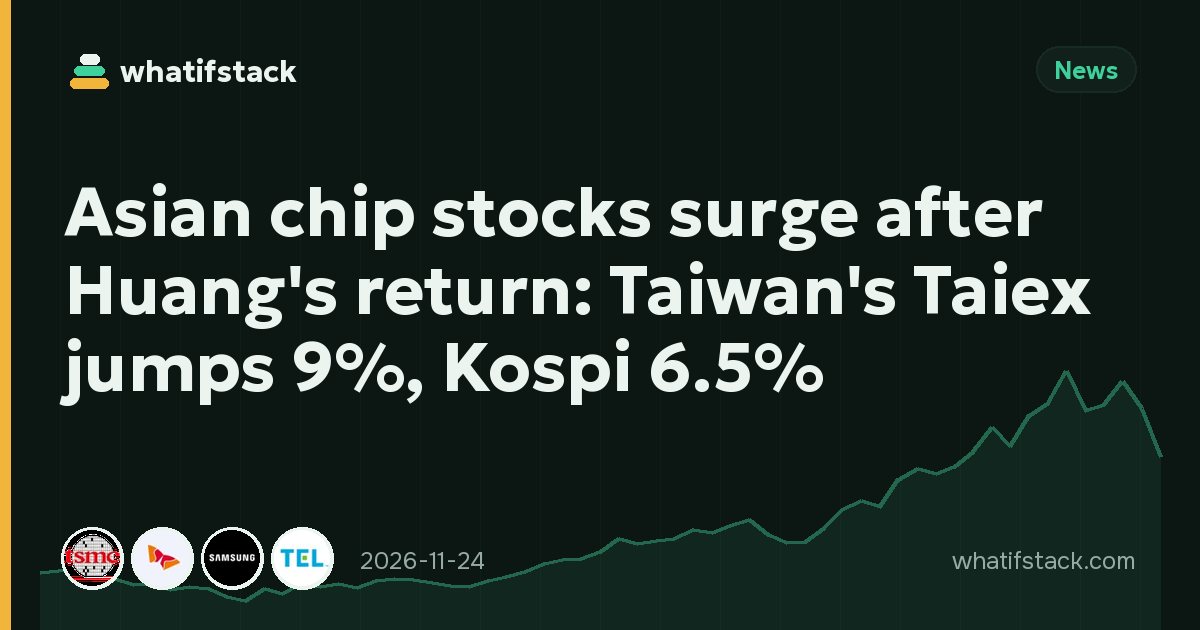 whatifstack
News
Asian chip stocks surge after
Huang's return: Taiwan's Taiex
jumps 9%, Kospi 6.5%
tsmc
SAMSUNG
TEL
2026-11-24
whatifstack.com